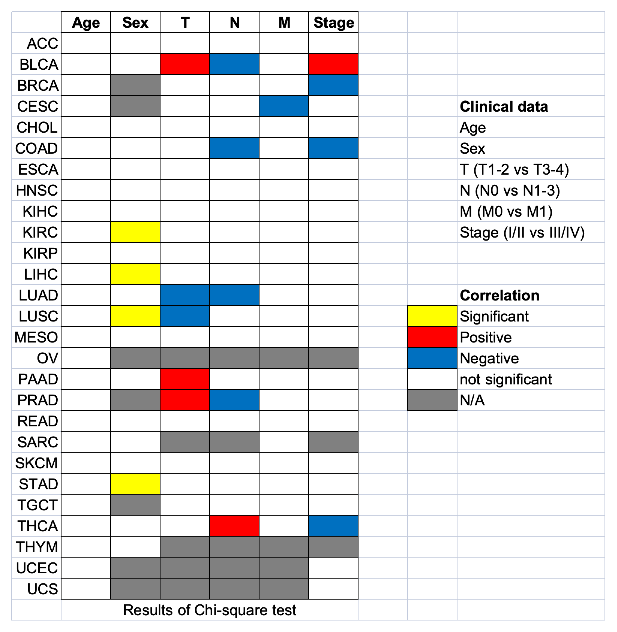 Age Sex T N M Stage
ACC
BLCA
BRCA
CESC Clinical data
CHOL Age
COAD Sex
ESCA T (T1-2 vs T3-4)
HNSC N (N0 vs N1-3)
KIHC M (M0 vs M1)
KIRC Stage (I/II vs III/IV)
KIRP
LIHC
LUAD Correlation
LUSC Significant
MESO Positive
OV Negative
PAAD not significant
PRAD N/A
READ
SARC
SKCM
STAD
TGCT
THCA
THYM
UCEC
UCS
Results of Chi-square test